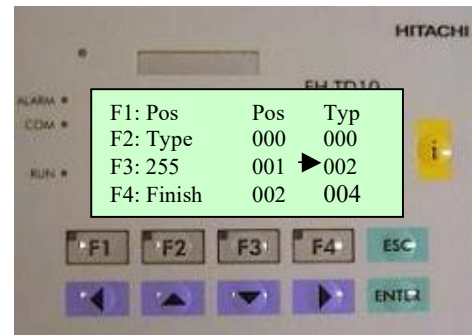 HITACHI
EH-TD10
ALARM
COM
RUN
F1: Pos Pos Typ
F2: Type 000 000
F3: 255 001 002
F4: Finish 002 004
i
F1 F2 F3 F4 ESC
ENTER